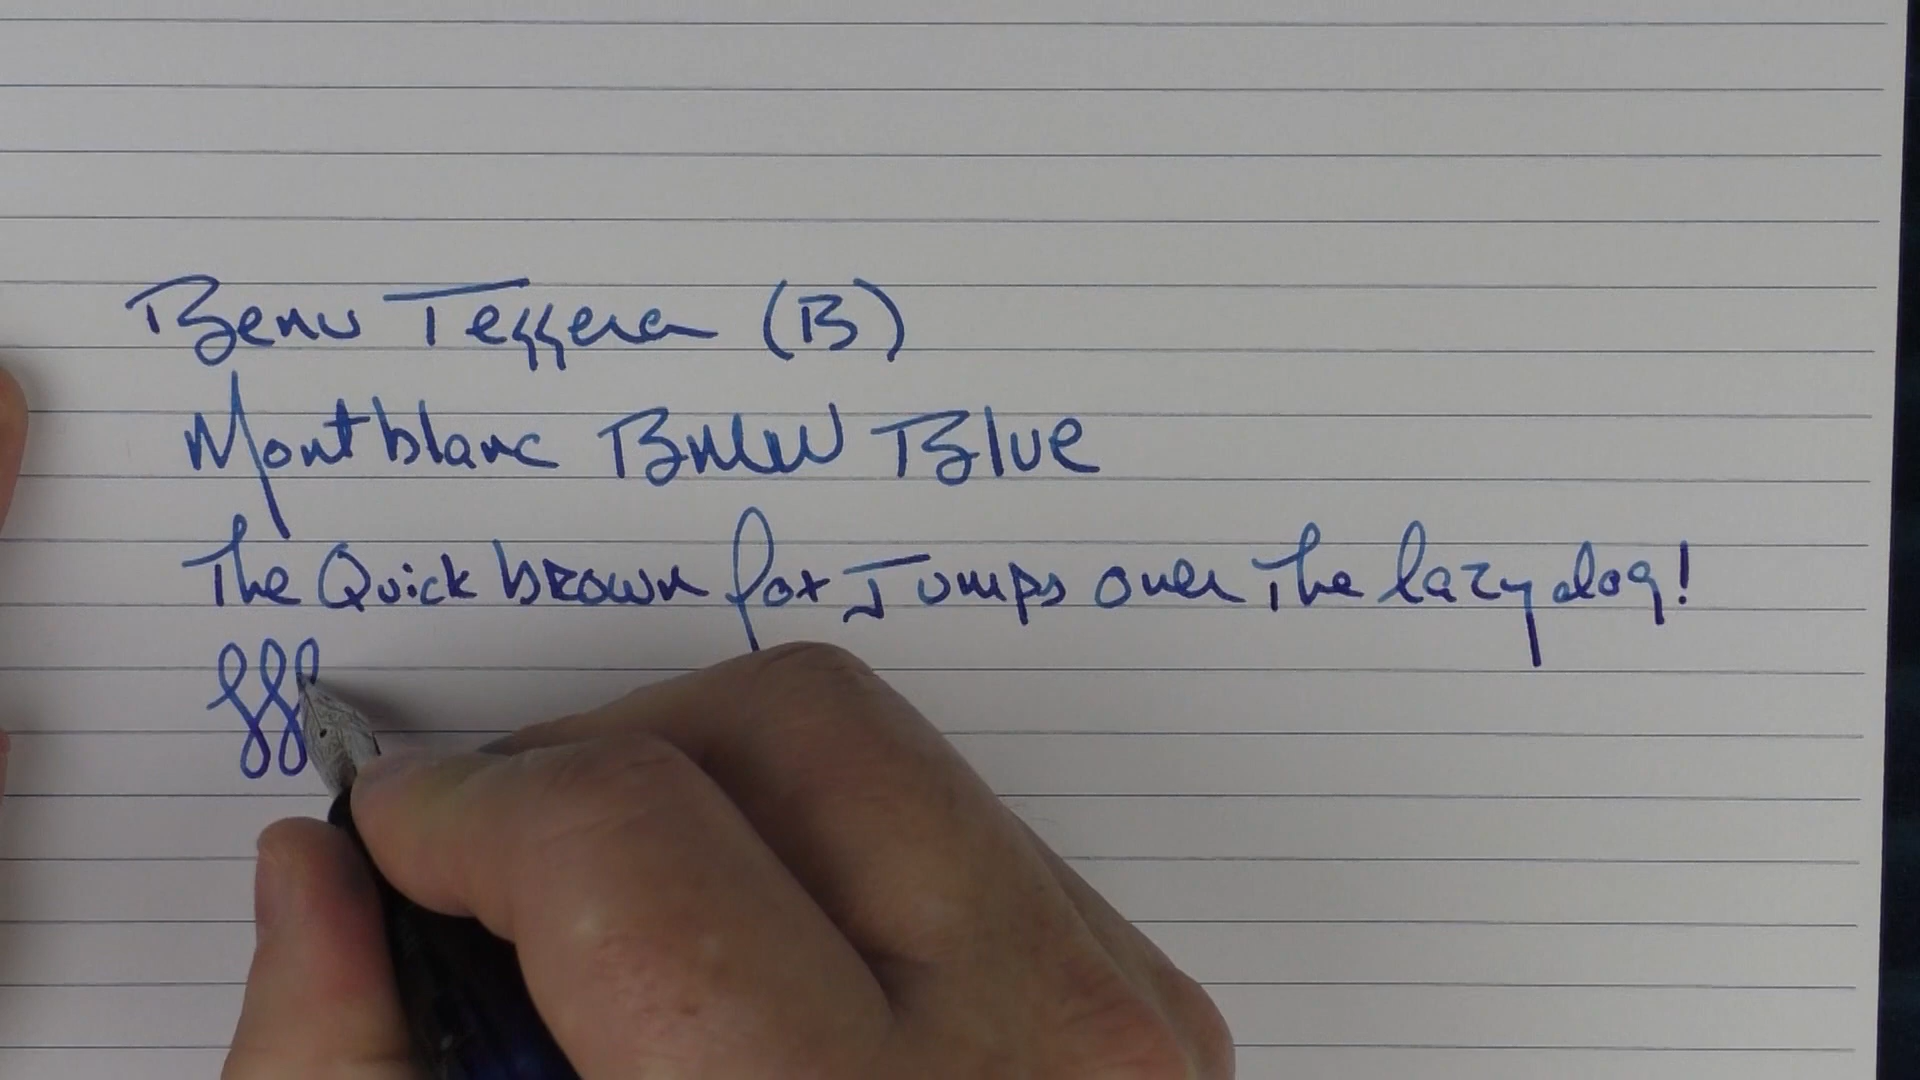 Benu Tessera (B)
Montblanc BMW Blue
The Quick brown fox Jumps over The lazy dog!